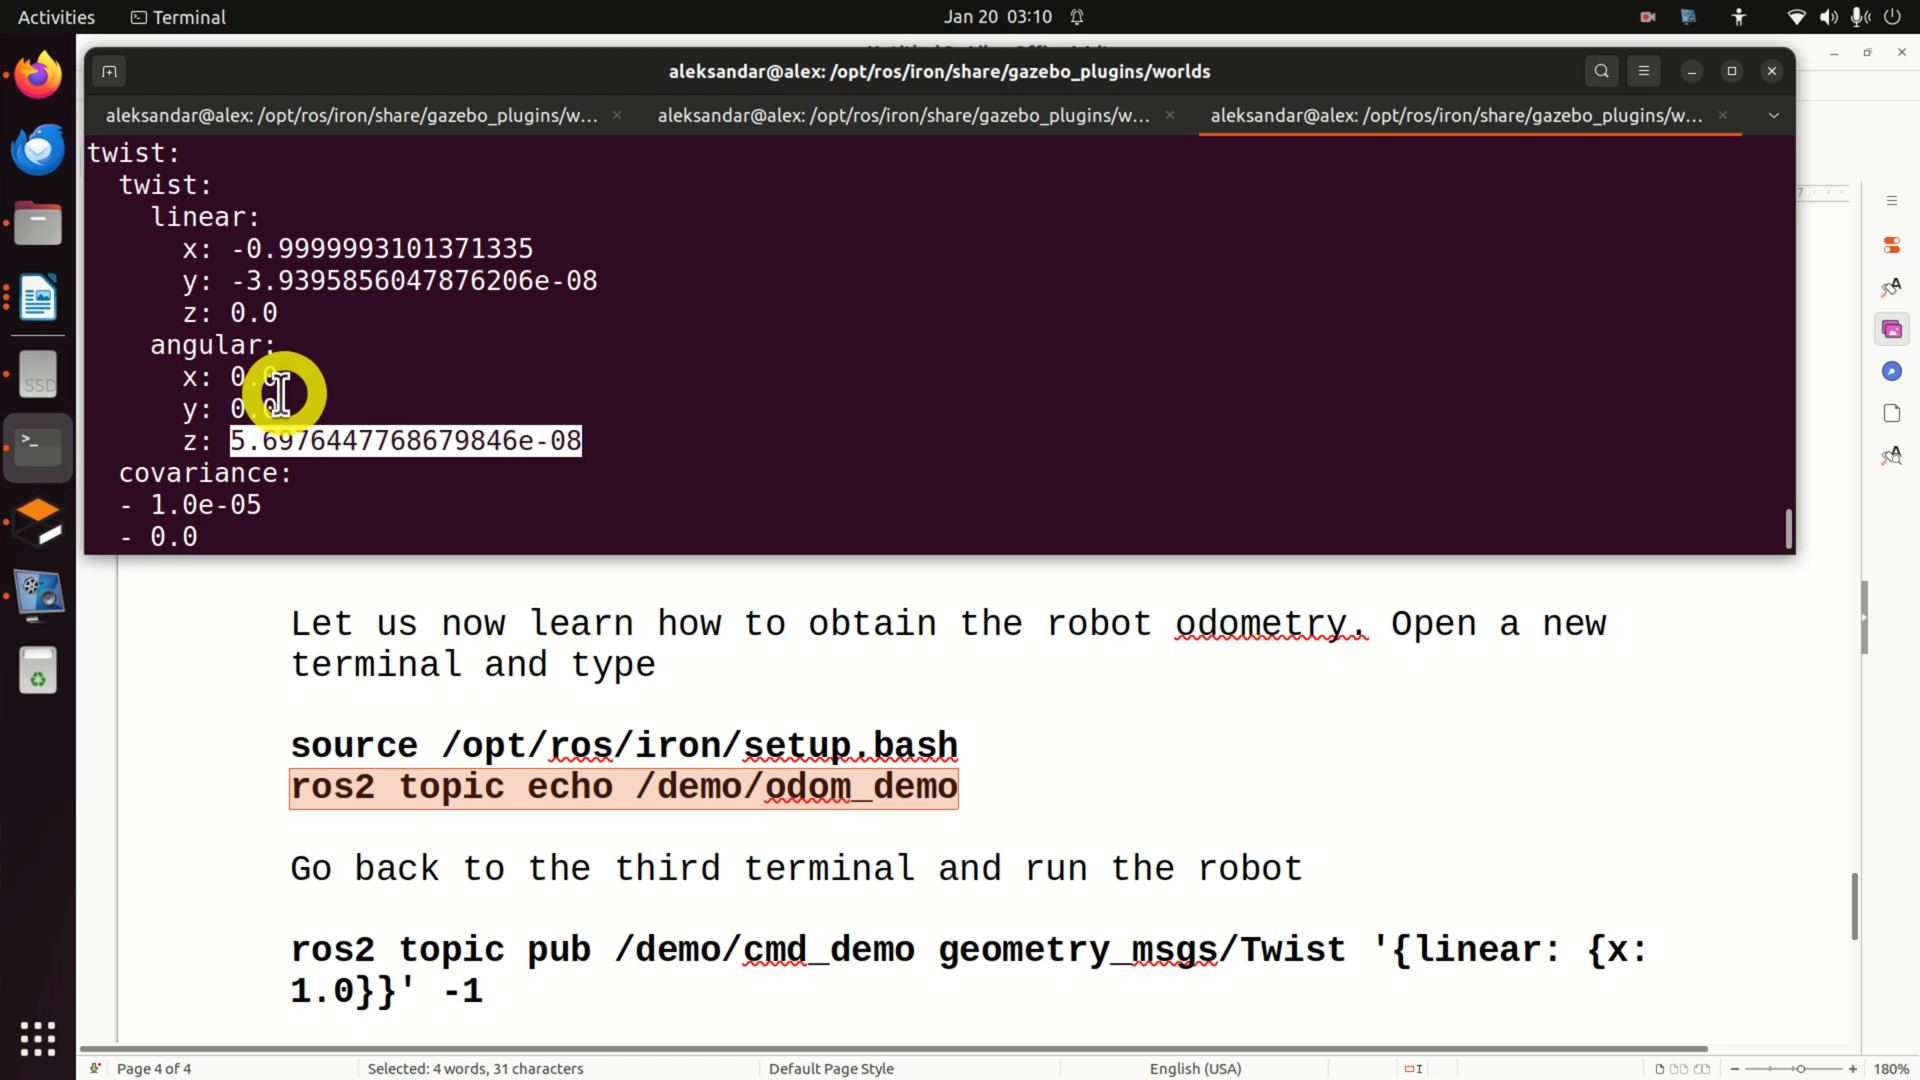 Activities
Terminal
Jan 20 03:10
aleksandar@alex: /opt/ros/iron/share/gazebo_plugins/worlds
aleksandar@alex: /opt/ros/iron/share/gazebo_plugins/w...
aleksandar@alex: /opt/ros/iron/share/gazebo_plugins/w...
aleksandar@alex: /opt/ros/iron/share/gazebo_plugins/w...
twist:
twist:
linear:
x: -0.9999993101371335
y: -3.9395856047876206e-08
z: 0.0
angular:
x: 0.0
y: 0.0
z: 5.6976447768679846e-08
covariance:
- 1.0e-05
- 0.0
SSD
Let us now learn how to obtain the robot odometry. Open a new
terminal and type
source /opt/ros/iron/setup.bash
ros2 topic echo /demo/odom_demo
Go back to the third terminal and run the robot
ros2 topic pub /demo/cmd_demo geometry_msgs/Twist '{linear: {x:
1.0}}' -1
Page 4 of 4
Selected: 4 words, 31 characters
Default Page Style
English (USA)
180%